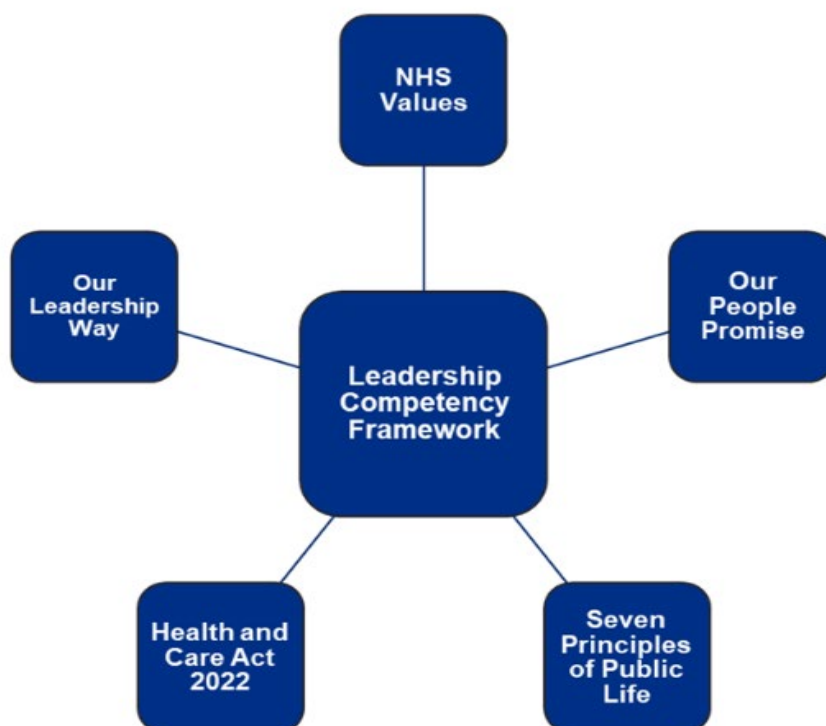 NHS
Values
Our
Leadership
Way
Our
People
Promise
Leadership
Competency
Framework
Health and
Care Act
2022
Seven
Principles
of Public
Life